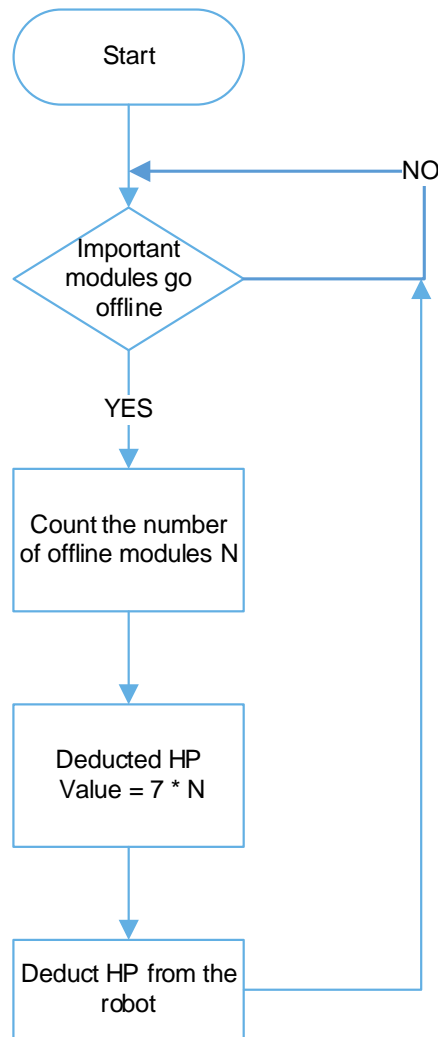 Start
NO
Important
modules go
offline
YES
Count the number
of offline modules N
Deducted HP
Value = 7 * N
Deduct HP from the
robot